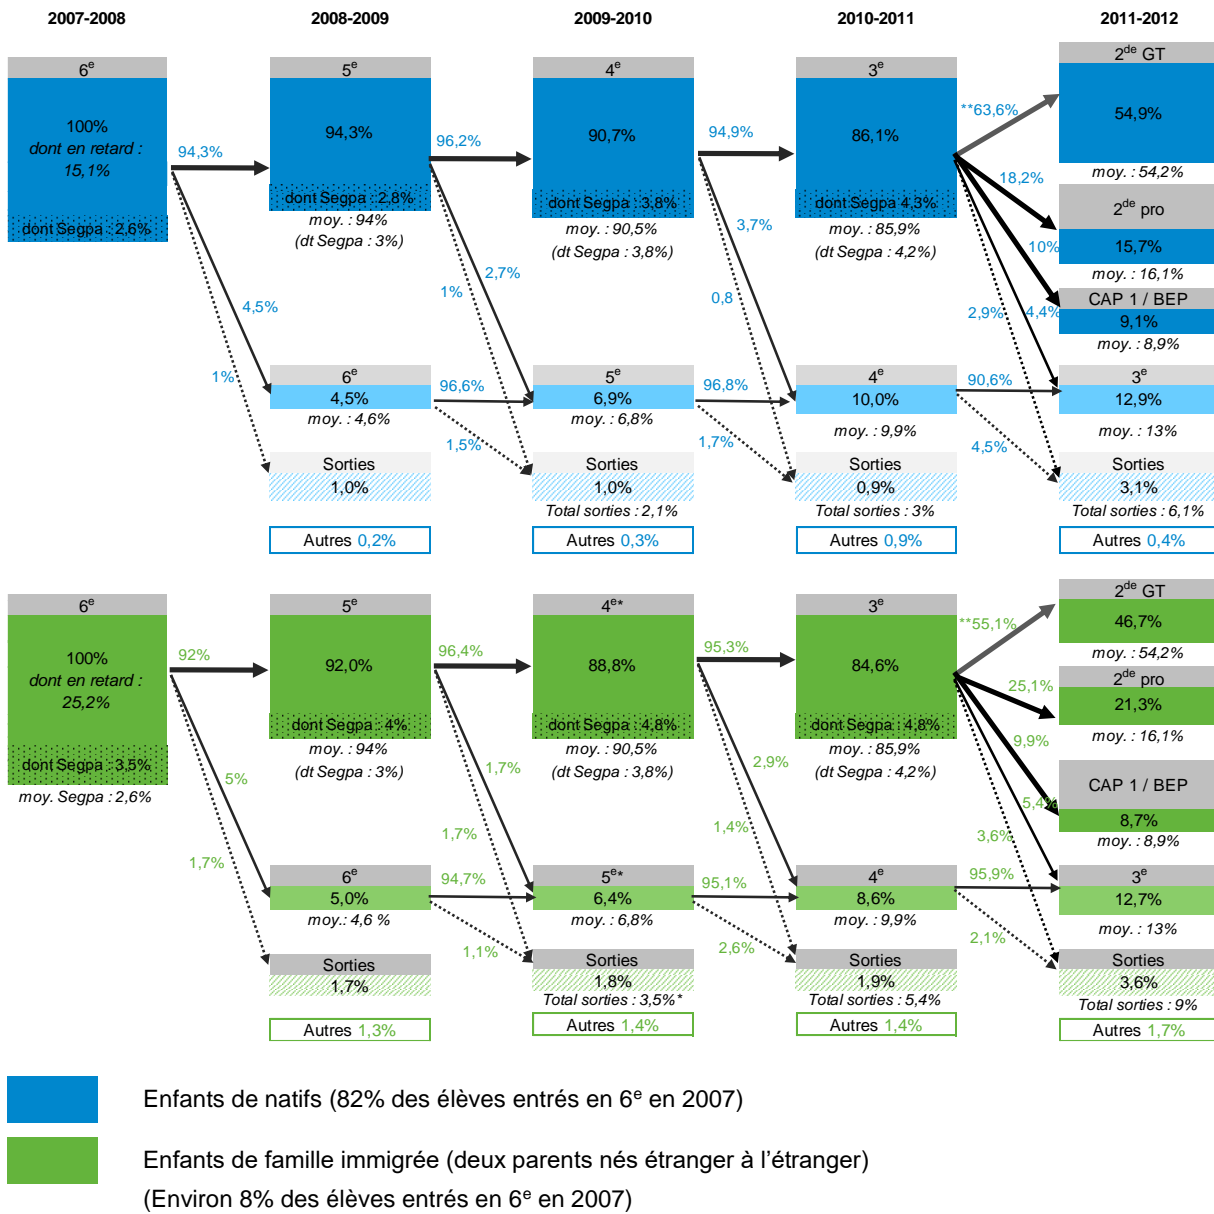 2007-2008 2008-2009 2009-2010 2010-2011 2011-2012
6e 5e 4e 3e 2de GT
100%
dont en retard :
15,1%
dont Segpa : 2,6%
94,3%
94,3%
dont Segpa : 2,8%
moy. : 94%
(dt Segpa : 3%)
96,2%
90,7%
dont Segpa : 3,8%
moy. : 90,5%
(dt Segpa : 3,8%)
94,9%
86,1%
dont Segpa 4,3%
moy. : 85,9%
(dt Segpa : 4,2%)
**63,6%
54,9%
moy. : 54,2%
18,2%
2de pro
15,7%
moy. : 16,1%
10%
CAP 1 / BEP
9,1%
moy. : 8,9%
4,5%
1%
2,7%
1%
3,7%
0,8
2,9%
4,4%
6e
4,5%
moy. : 4,6%
96,6%
1,5%
5e
6,9%
moy. : 6,8%
96,8%
1,7%
4e
10,0%
moy. : 9,9%
90,6%
4,5%
3e
12,9%
moy. : 13%
Sorties
1,0%
Sorties
1,0%
Total sorties : 2,1%
Sorties
0,9%
Total sorties : 3%
Sorties
3,1%
Total sorties : 6,1%
Autres 0,2%
Autres 0,3%
Autres 0,9%
Autres 0,4%
6e 5e 4e* 3e 2de GT
100%
dont en retard :
25,2%
dont Segpa : 3,5%
moy. Segpa : 2,6%
92%
92,0%
dont Segpa : 4%
moy. : 94%
(dt Segpa : 3%)
96,4%
88,8%
dont Segpa : 4,8%
moy. : 90,5%
(dt Segpa : 3,8%)
95,3%
84,6%
dont Segpa : 4,8%
moy. : 85,9%
(dt Segpa : 4,2%)
**55,1%
46,7%
moy. : 54,2%
25,1%
2de pro
21,3%
moy. : 16,1%
9,9%
CAP 1 / BEP
8,7%
moy. : 8,9%
5%
1,7%
1,7%
1,7%
2,9%
1,4%
3,6%
5,4%
6e
5,0%
moy.: 4,6 %
94,7%
1,1%
5e*
6,4%
moy. : 6,8%
95,1%
2,6%
4e
8,6%
moy. : 9,9%
95,9%
2,1%
3e
12,7%
moy. : 13%
Sorties
1,7%
Sorties
1,8%
Total sorties : 3,5%*
Sorties
1,9%
Total sorties : 5,4%
Sorties
3,6%
Total sorties : 9%
Autres 1,3%
Autres 1,4%
Autres 1,4%
Autres 1,7%
Enfants de natifs (82% des élèves entrés en 6e en 2007)
Enfants de famille immigrée (deux parents nés étranger à l’étranger)
(Environ 8% des élèves entrés en 6e en 2007)